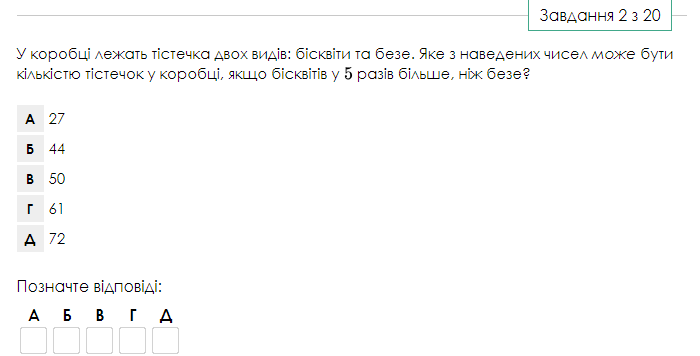 Завдання 2 з 20
У коробці лежать тістечка двох видів: бісквіти та безе. Яке з наведених чисел може бути
кількістю тістечок у коробці, якщо бісквітів у 5 разів більше, ніж безе?
А 27
Б 44
В 50
Г 61
Д 72
Позначте відповіді:
А Б В Г Д